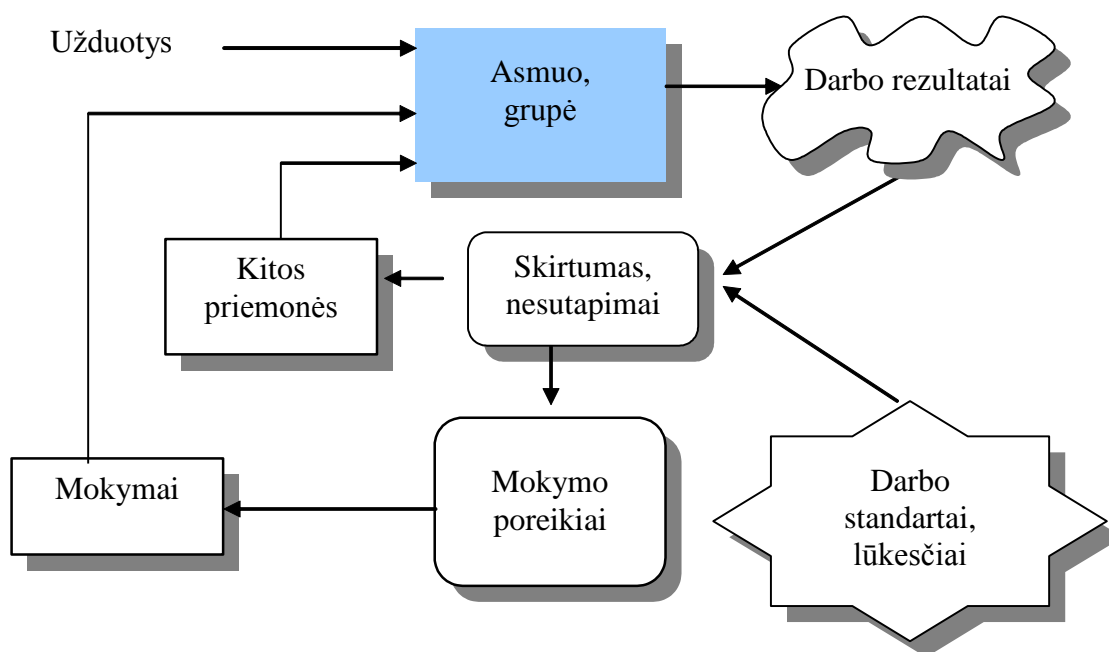 Užduotys
Asmuo,
grupė
Darbo rezultatai
Kitos
priemonės
Skirtumas,
nesutapimai
Mokymai
Mokymo
poreikiai
Darbo
standartai,
lūkesčiai